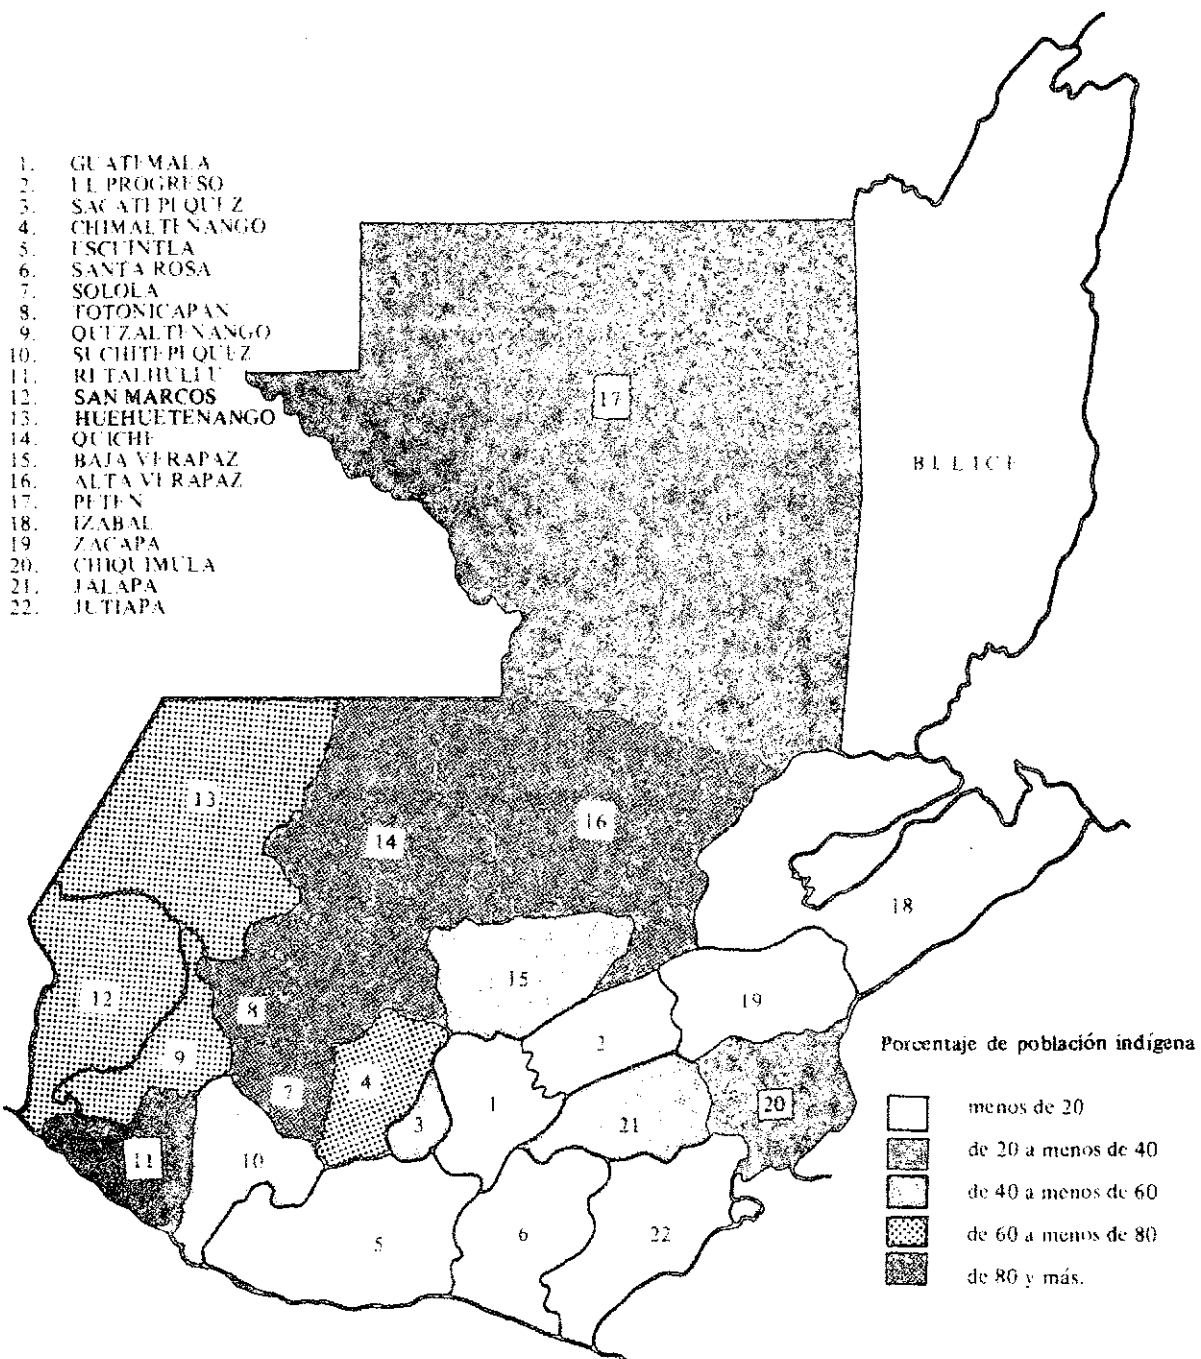 1. GUATEMALA
2. EL PROGRESO
3. SACATEPEQUEZ
4. CHIMALTENANGO
5. ESCUINTLA
6. SANTA ROSA
7. SOLOLA
8. TOTONICAPAN
9. QUEZALTENANGO
10. SUCHITEPEQUEZ
11. RETALHULEU
12. SAN MARCOS
13. HUEHUETENANGO
14. QUICHE
15. BAJA VERAPAZ
16. ALTA VERAPAZ
17. PETEN
18. IZABAL
19 ZACAPA
20. CHIQUIMULA
21. JALAPA
22. JUTIAPA
17
BELICE
13
14
16
18
12
15
19
8
9
2
7
4
3
1
21
20
11
10
5
6
22
Porcentaje de población indígena
menos de 20
de 20 a menos de 40
de 40 a menos de 60
de 60 a menos de 80
de 80 y más.